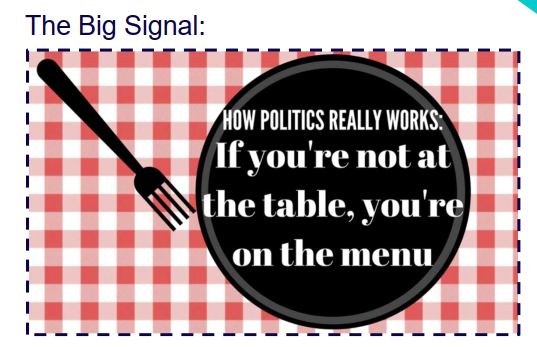 The Big Signal:
HOW POLITICS REALLY WORKS:
If you're not at
the table, you're
on the menu